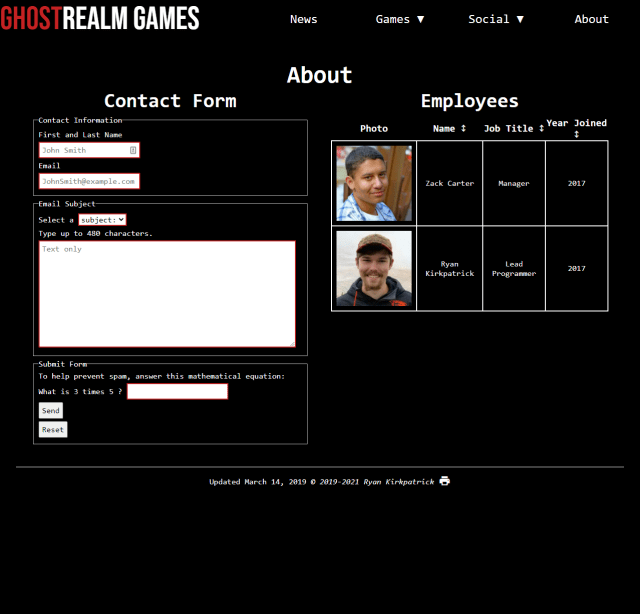 GHOSTREALM GAMES
News Games ▼ Social ▼ About
About
Contact Form
Contact Information
First and Last Name
John Smith
Email
JohnSmith@example.com
Email Subject
Select a subject:
Type up to 480 characters.
Text only
Submit Form
To help prevent spam, answer this mathematical equation:
What is 3 times 5 ?
Send
Reset
Employees
Photo Name ↕ Job Title ↕ Year Joined ↕
Zack Carter Manager 2017
Ryan Kirkpatrick Lead Programmer 2017
Updated March 14, 2019 © 2019-2021 Ryan Kirkpatrick